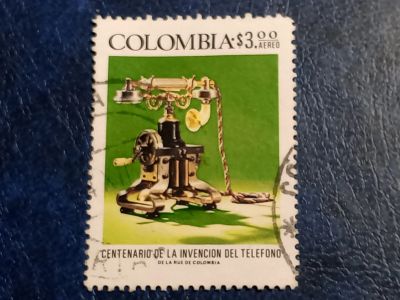 COLOMBIA·$3.00
AEREO
CENTENARIO DE LA INVENCION DEL TELEFONO
DE LA RUE DE COLOMBIA